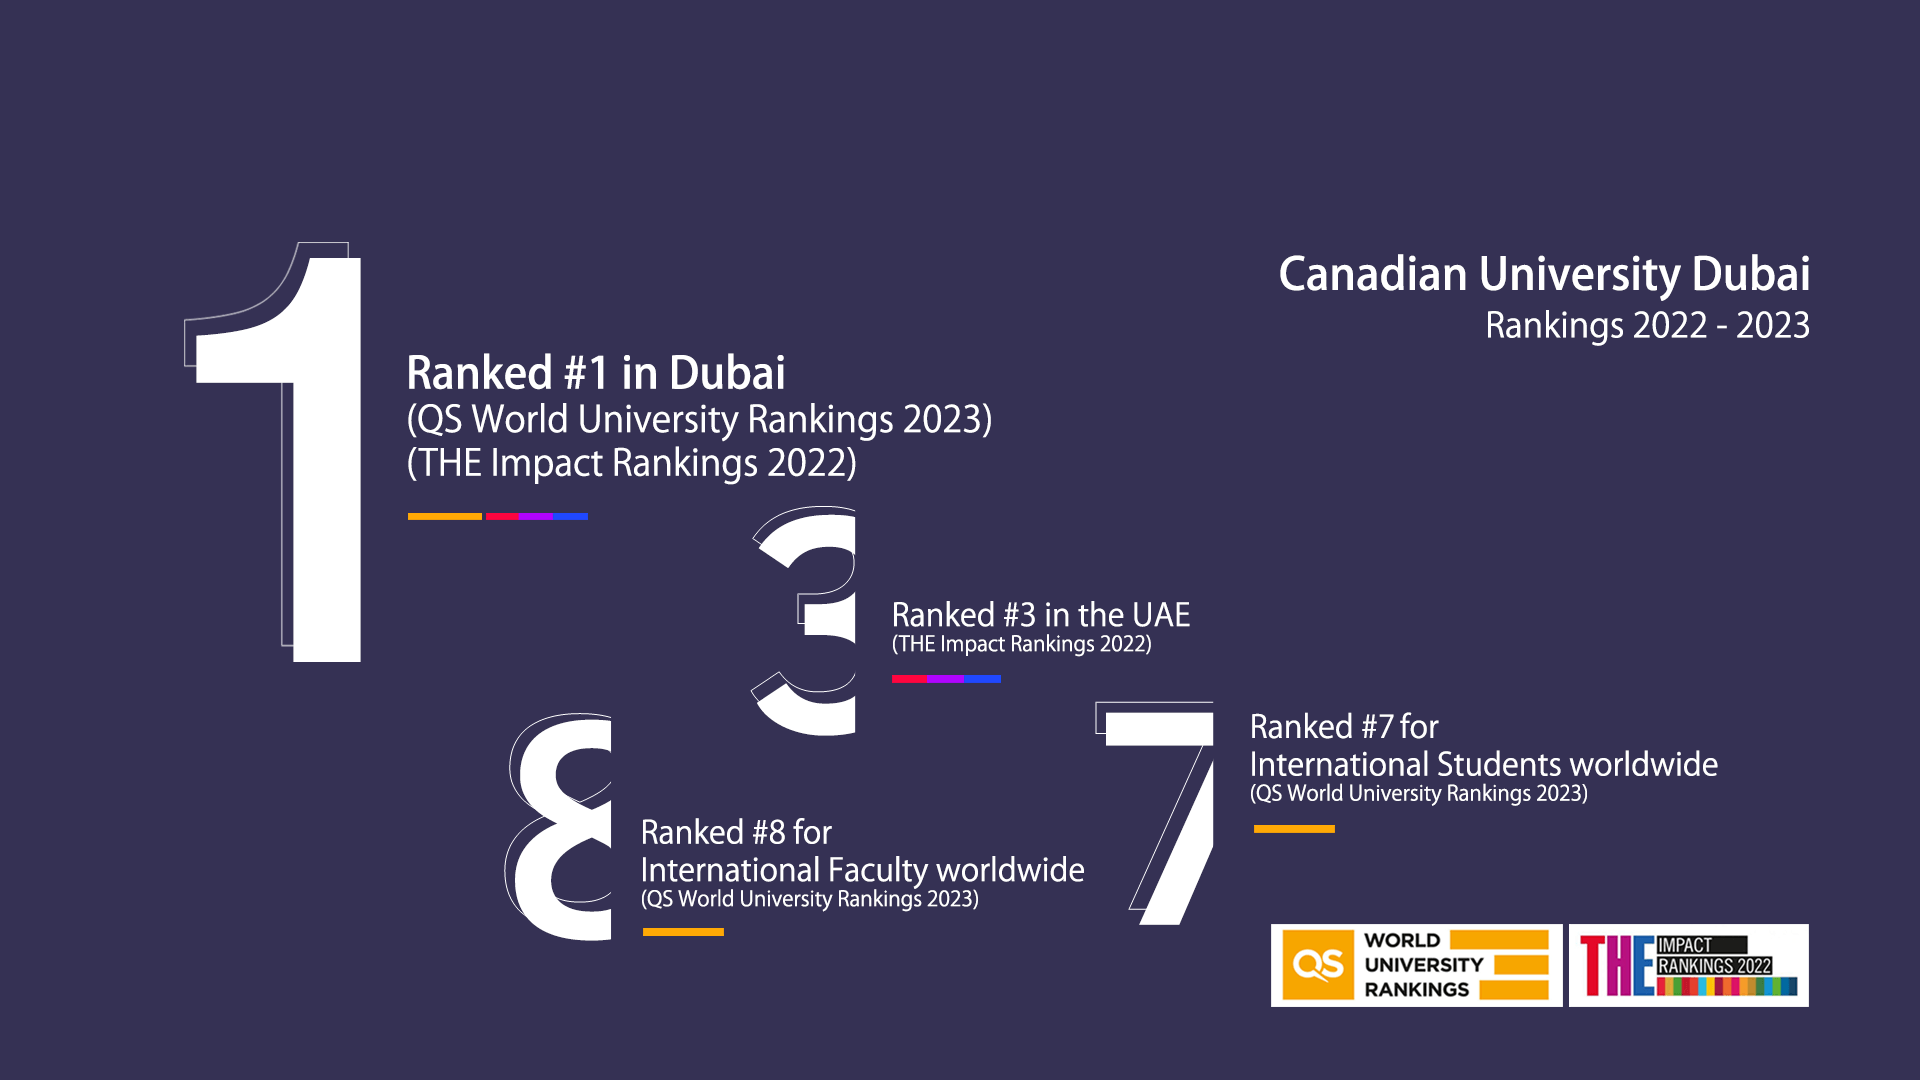 Canadian University Dubai
Rankings 2022 - 2023
1
Ranked #1 in Dubai
(QS World University Rankings 2023)
(THE Impact Rankings 2022)
3
Ranked #3 in the UAE
(THE Impact Rankings 2022)
7
Ranked #7 for
International Students worldwide
(QS World University Rankings 2023)
8
Ranked #8 for
International Faculty worldwide
(QS World University Rankings 2023)
QS
WORLD
UNIVERSITY
RANKINGS
THE
IMPACT
RANKINGS 2022